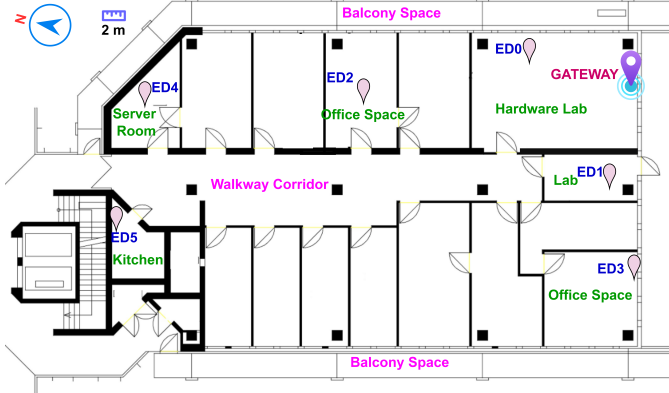 N
2 m
Balcony Space
ED0
GATEWAY
ED4
ED2
Server
Room
Office Space
Hardware Lab
Walkway Corridor
Lab
ED1
ED5
Kitchen
ED3
Office Space
Balcony Space